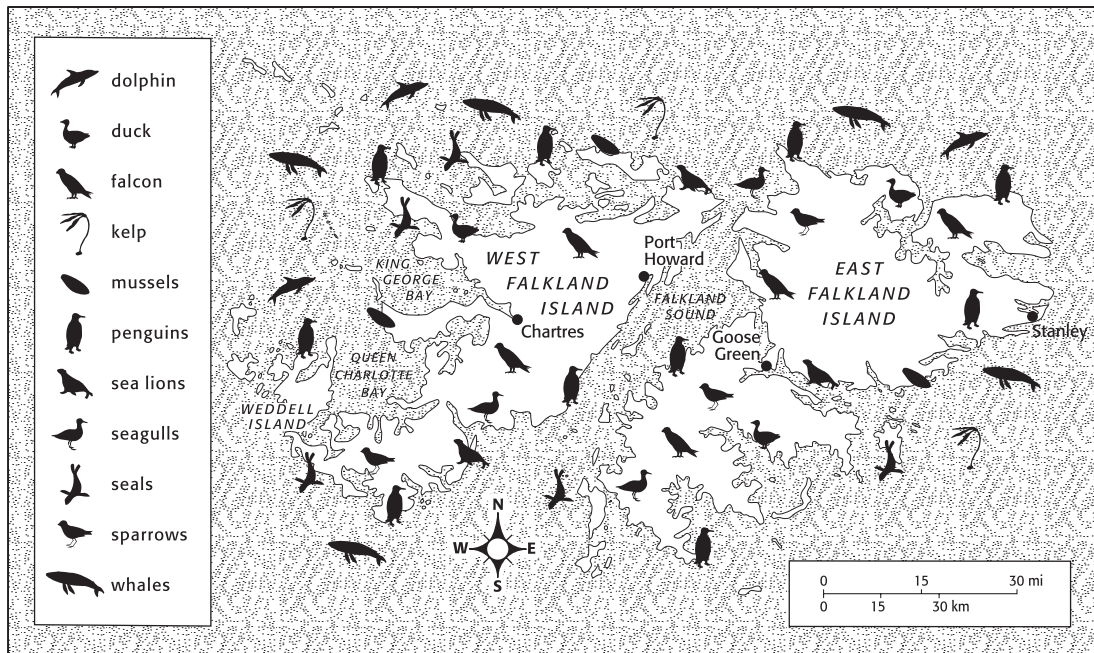 dolphin
duck
falcon
kelp
mussels
penguins
sea lions
seagulls
seals
sparrows
whales
KING
GEORGE
BAY
WEST
FALKLAND
ISLAND
Port
Howard
FALKLAND
SOUND
EAST
FALKLAND
ISLAND
Chartres
Goose
Green
Stanley
QUEEN
CHARLOTTE
BAY
WEDDELL
ISLAND
N
W E
S
0 15 30 mi
0 15 30 km